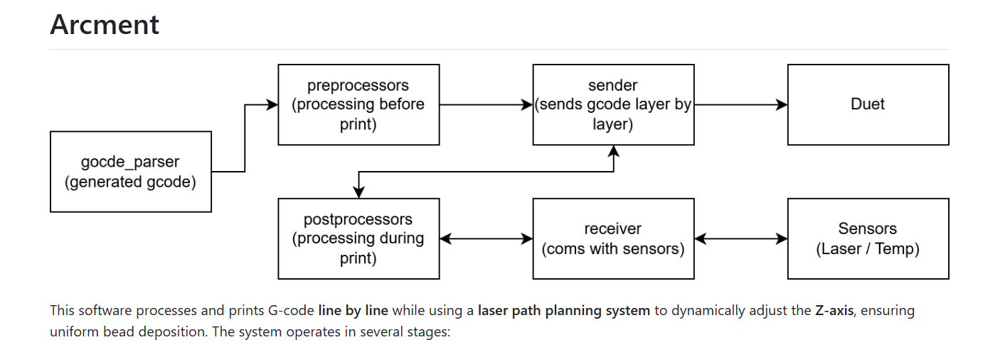 Arcment
preprocessors
(processing before
print)
sender
(sends gcode layer by
layer)
Duet
gocde_parser
(generated gcode)
postprocessors
(processing during
print)
receiver
(coms with sensors)
Sensors
(Laser / Temp)
This software processes and prints G-code line by line while using a laser path planning system to dynamically adjust the Z-axis, ensuring
uniform bead deposition. The system operates in several stages: